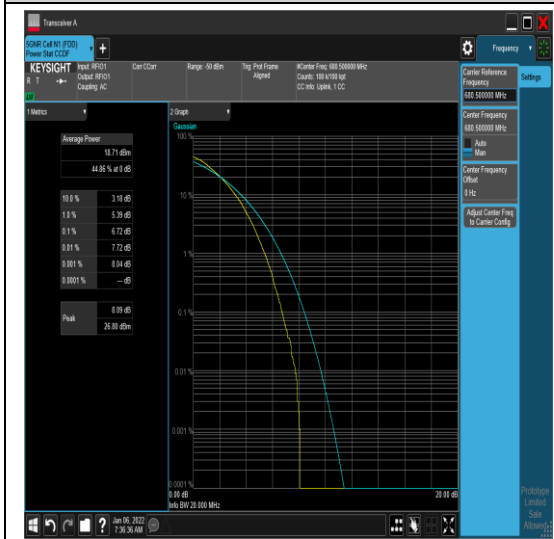 Transceiver A
5GNR Cell N1 (FDD)
Power Stat CCDF
Frequency
KEYSIGHT
R T
Input: RFIO1
Output: RFIO1
Coupling: AC
Corr CCorr
Range: -50 dBm
Trig: Prot Frame
Aligned
#Center Freq: 680.500000 MHz
Counts: 100 k/100 kpt
CC Info: Uplink, 1 CC
Carrier Reference
Frequency
680.500000 MHz
Settings
Center Frequency
680.500000 MHz
Auto
Man
Center Frequency
Offset
0 Hz
Adjust Center Freq
to Carrier Config
1 Metrics
Average Power
18.71 dBm
44.86 % at 0 dB
10.0 % 3.18 dB
1.0 % 5.39 dB
0.1 % 6.72 dB
0.01 % 7.72 dB
0.001 % 8.04 dB
0.0001 % --- dB
Peak
8.09 dB
26.80 dBm
2 Graph
Gaussian
100 %
10 %
1 %
0.1 %
0.01 %
0.001 %
0.0001 %
0.00 dB
20.00 dB
Info BW 20.000 MHz
Jan 06, 2022
7:36:36 AM
Prototype
Limited
Sale
Allowed